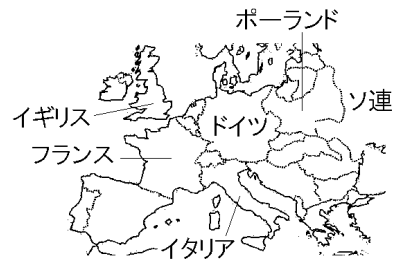 ポーランド
ソ連
イギリス
ドイツ
フランス
イタリア